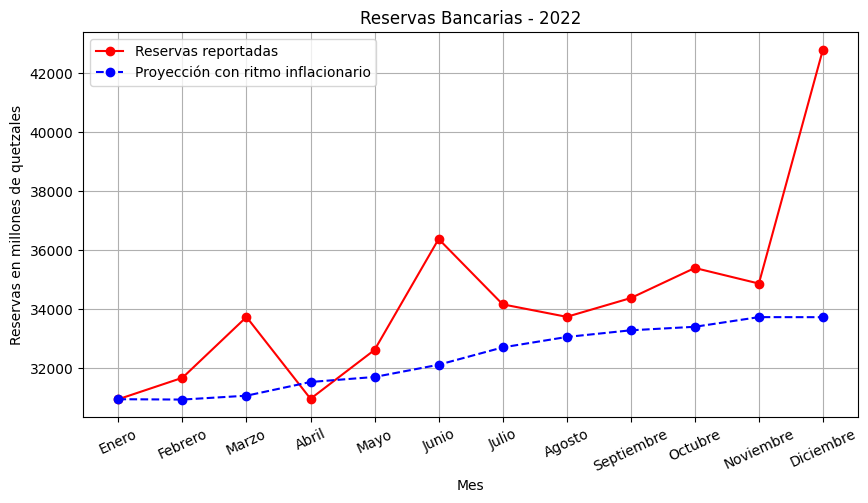 Reservas Bancarias - 2022
Reservas reportadas
Proyección con ritmo inflacionario
Reservas en millones de quetzales
42000
40000
38000
36000
34000
32000
Enero
Febrero
Marzo
Abril
Mayo
Junio
Julio
Agosto
Septiembre
Octubre
Noviembre
Diciembre
Mes